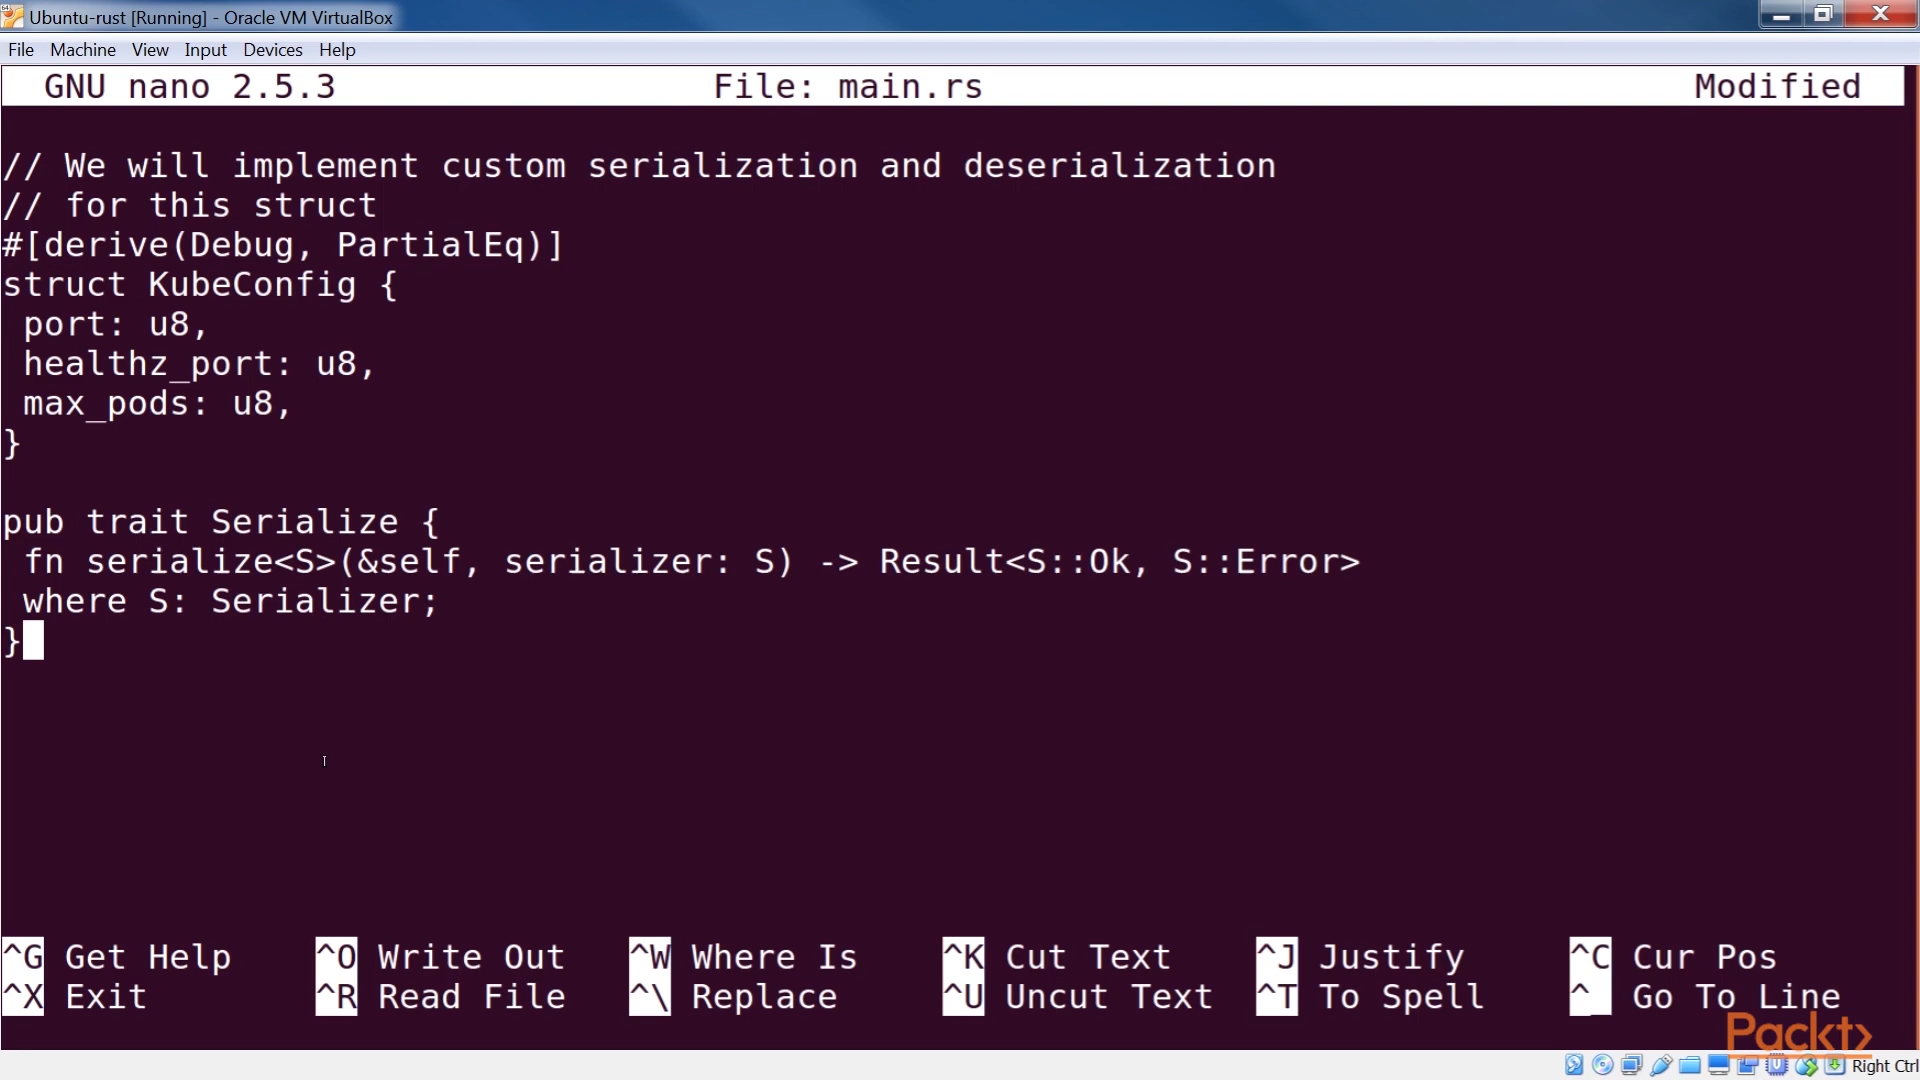 Ubuntu-rust [Running] - Oracle VM VirtualBox
File Machine View Input Devices Help
GNU nano 2.5.3 File: main.rs Modified
// We will implement custom serialization and deserialization
// for this struct
#[derive(Debug, PartialEq)]
struct KubeConfig {
 port: u8,
 healthz_port: u8,
 max_pods: u8,
}
pub trait Serialize {
 fn serialize<S>(&self, serializer: S) -> Result<S::Ok, S::Error>
 where S: Serializer;
}
^G Get Help ^O Write Out ^W Where Is ^K Cut Text ^J Justify ^C Cur Pos
^X Exit ^R Read File ^\ Replace ^U Uncut Text ^T To Spell ^_ Go To Line
Packt>
Right Ctrl